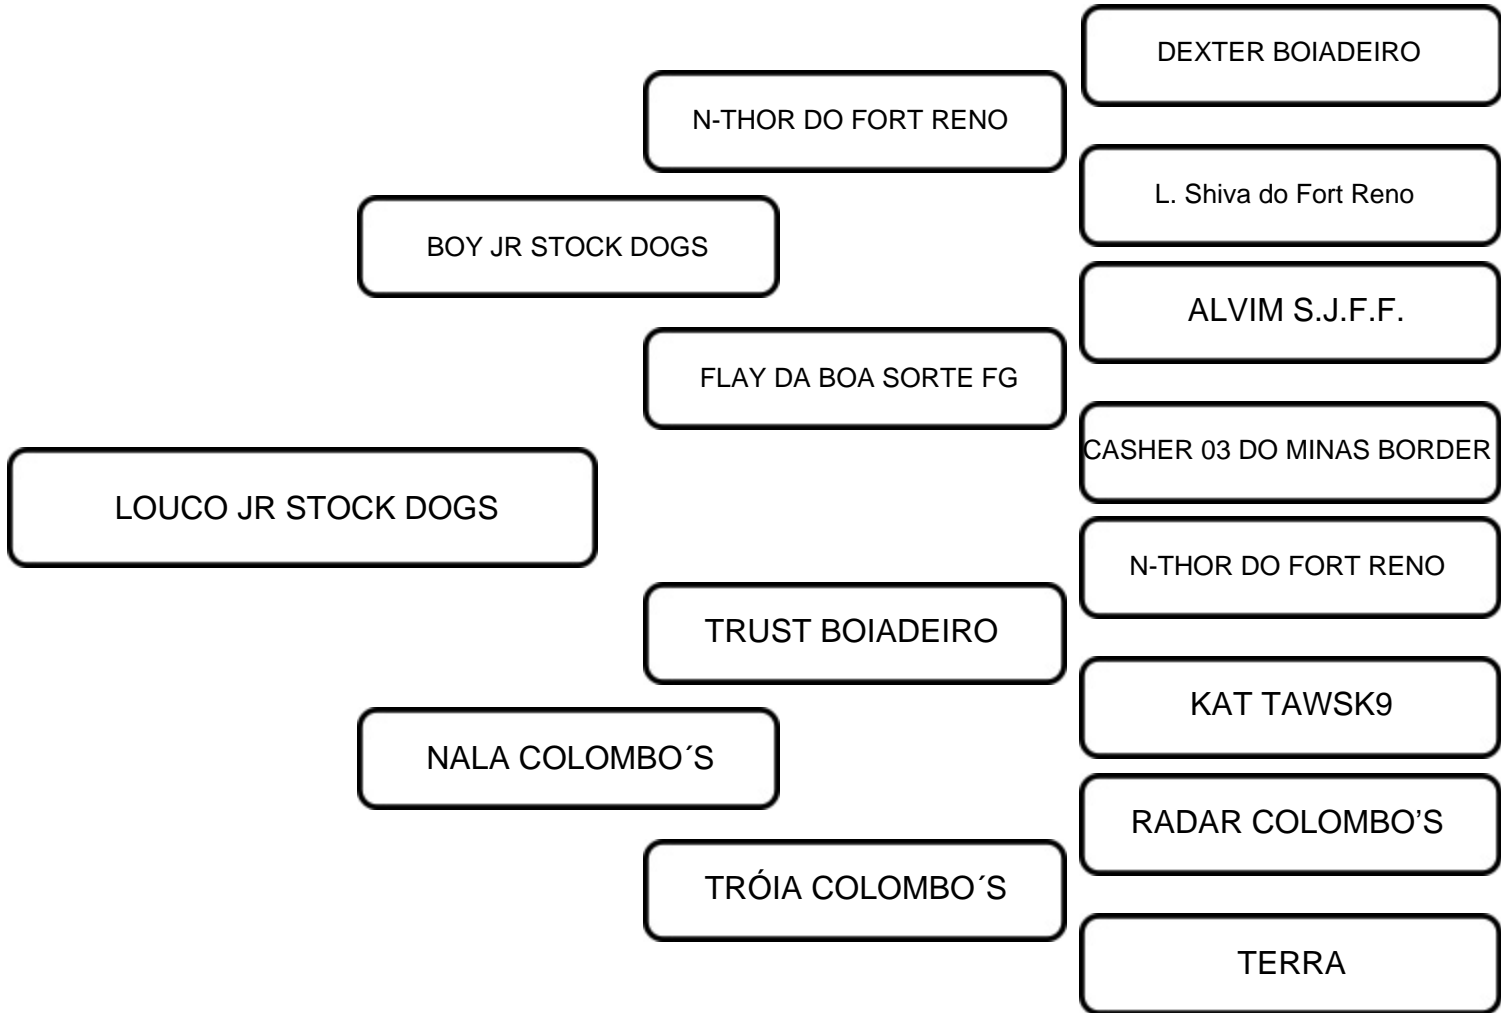 DEXTER BOIADEIRO
N-THOR DO FORT RENO
L. Shiva do Fort Reno
BOY JR STOCK DOGS
ALVIM S.J.F.F.
FLAY DA BOA SORTE FG
CASHER 03 DO MINAS BORDER
LOUCO JR STOCK DOGS
N-THOR DO FORT RENO
TRUST BOIADEIRO
KAT TAWSK9
NALA COLOMBO´S
RADAR COLOMBO’S
TRÓIA COLOMBO´S
TERRA